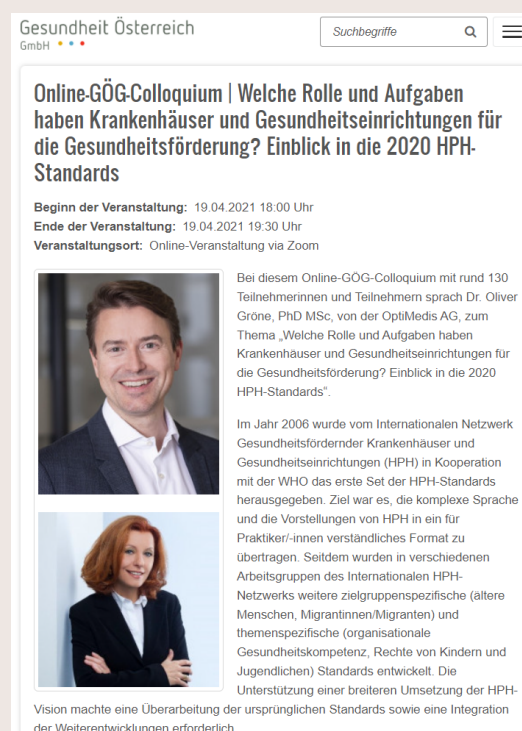 Gesundheit Österreich
GmbH
Suchbegriffe
Online-GÖG-Colloquium | Welche Rolle und Aufgaben
haben Krankenhäuser und Gesundheitseinrichtungen für
die Gesundheitsförderung? Einblick in die 2020 HPH-
Standards
Beginn der Veranstaltung: 19.04.2021 18:00 Uhr
Ende der Veranstaltung: 19.04.2021 19:30 Uhr
Veranstaltungsort: Online-Veranstaltung via Zoom
Bei diesem Online-GÖG-Colloquium mit rund 130
Teilnehmerinnen und Teilnehmern sprach Dr. Oliver
Gröne, PhD MSc, von der OptiMedis AG, zum
Thema „Welche Rolle und Aufgaben haben
Krankenhäuser und Gesundheitseinrichtungen für
die Gesundheitsförderung? Einblick in die 2020
HPH-Standards“.
Im Jahr 2006 wurde vom Internationalen Netzwerk
Gesundheitsfördernder Krankenhäuser und
Gesundheitseinrichtungen (HPH) in Kooperation
mit der WHO das erste Set der HPH-Standards
herausgegeben. Ziel war es, die komplexe Sprache
und die Vorstellungen von HPH in ein für
Praktiker/-innen verständliches Format zu
übertragen. Seitdem wurden in verschiedenen
Arbeitsgruppen des Internationalen HPH-
Netzwerks weitere zielgruppenspezifische (ältere
Menschen, Migrantinnen/Migranten) und
themenspezifische (organisationale
Gesundheitskompetenz, Rechte von Kindern und
Jugendlichen) Standards entwickelt. Die
Unterstützung einer breiteren Umsetzung der HPH-
Vision machte eine Überarbeitung der ursprünglichen Standards sowie eine Integration
der Weiterentwicklungen erforderlich